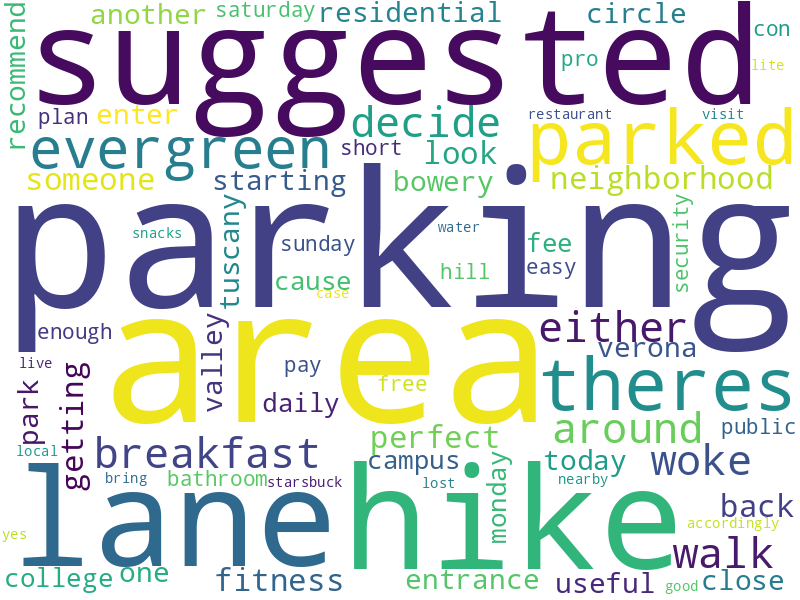 another saturday residential circle
recommend suggested con
pro lite
plan enter decide restaurant visit
evergreen short look parked
someone starting bowery neighborhood
parking
snacks tuscany sunday water fee security
cause hill easy
case
enough area either
valley verona
live pay theres
park getting daily free
around public
breakfast perfect
local campus today woke
bring bathroom starsbuck lost monday nearby
lane hike back
yes accordingly
walk
college one fitness entrance useful good close